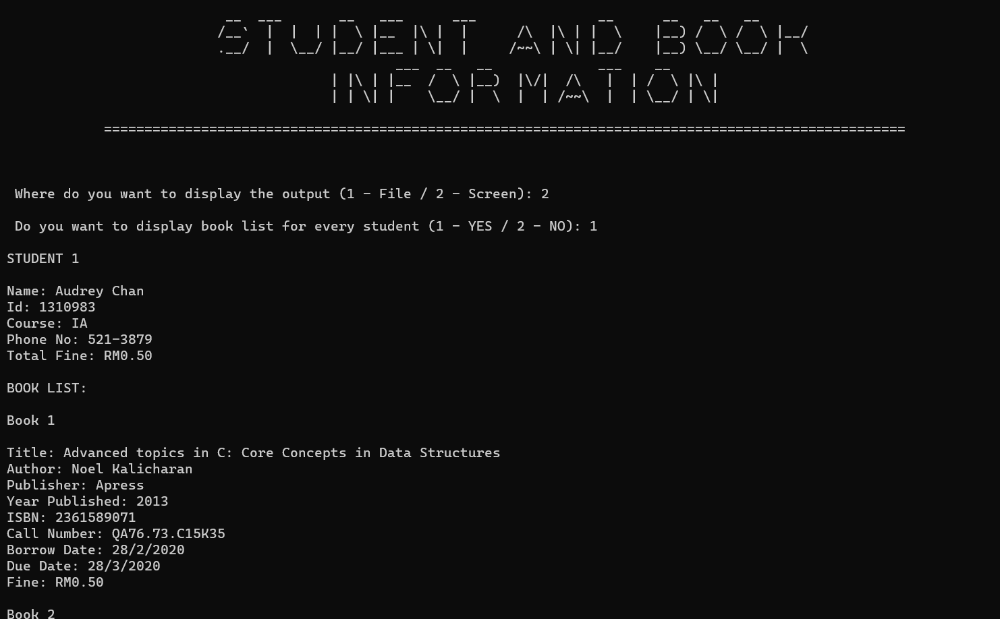 STUDENT AND BOOK
INFORMATION
===================================================================================================
Where do you want to display the output (1 - File / 2 - Screen): 2
Do you want to display book list for every student (1 - YES / 2 - NO): 1
STUDENT 1
Name: Audrey Chan
Id: 1310983
Course: IA
Phone No: 521-3879
Total Fine: RM0.50
BOOK LIST:
Book 1
Title: Advanced topics in C: Core Concepts in Data Structures
Author: Noel Kalicharan
Publisher: Apress
Year Published: 2013
ISBN: 2361589071
Call Number: QA76.73.C15K35
Borrow Date: 28/2/2020
Due Date: 28/3/2020
Fine: RM0.50
Book 2